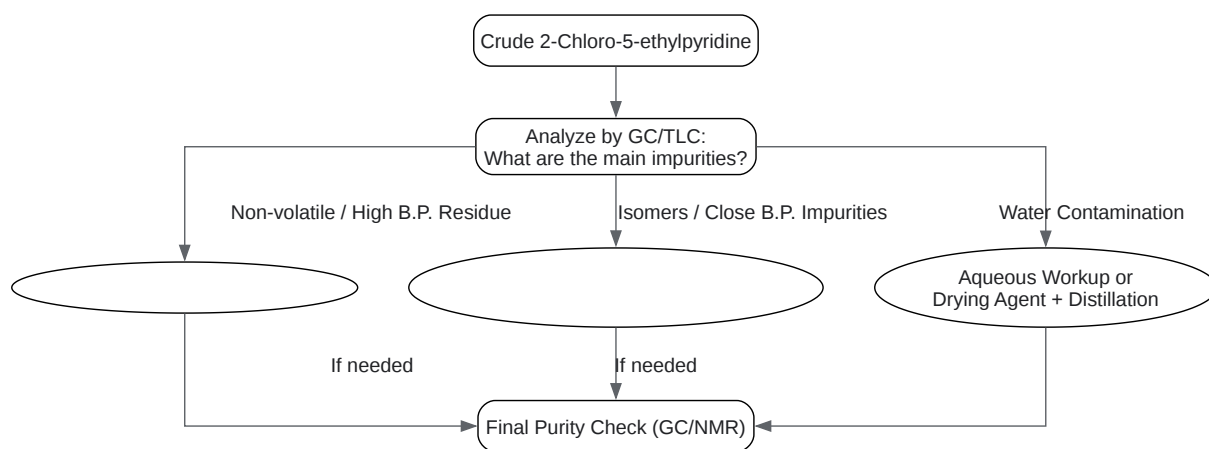 Crude 2-Chloro-5-ethylpyridine
Analyze by GC/TLC:
What are the main impurities?
Non-volatile / High B.P. Residue
Isomers / Close B.P. Impurities
Water Contamination
Aqueous Workup or
Drying Agent + Distillation
If needed
If needed
Final Purity Check (GC/NMR)